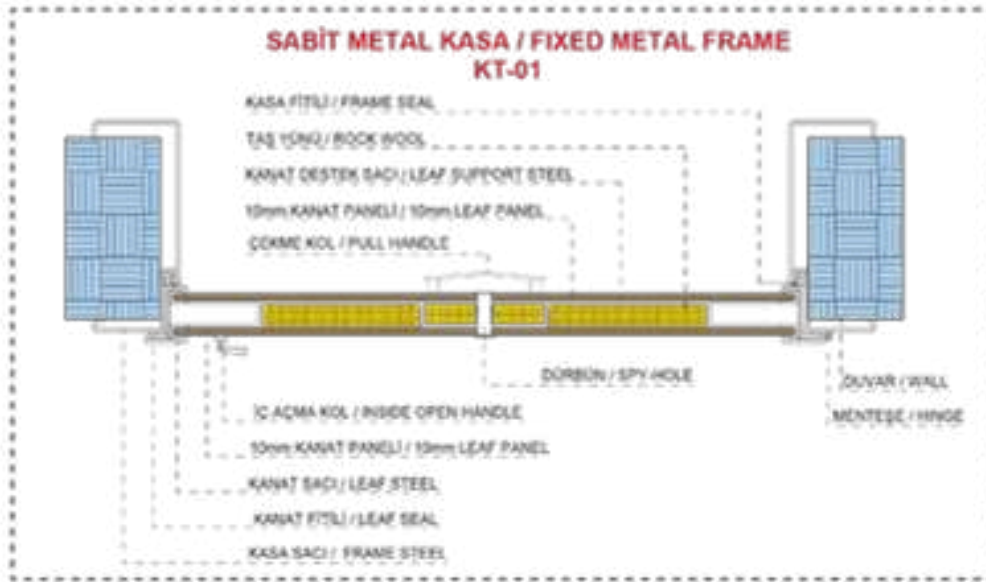 SABİT METAL KASA / FIXED METAL FRAME
KT-01
KASA FİTİLİ / FRAME SEAL
TAŞ YÜNÜ / ROCK WOOL
KANAT DESTEK SACI / LEAF SUPPORT STEEL
10mm KANAT PANELİ / 10mm LEAF PANEL
ÇEKME KOL / PULL HANDLE
DÜRBÜN / SPY-HOLE
DUVAR / WALL
MENTEŞE / HINGE
İÇ AÇMA KOL / INSIDE OPEN HANDLE
10mm KANAT PANELİ / 10mm LEAF PANEL
KANAT SACI / LEAF STEEL
KANAT FİTİLİ / LEAF SEAL
KASA SACI / FRAME STEEL